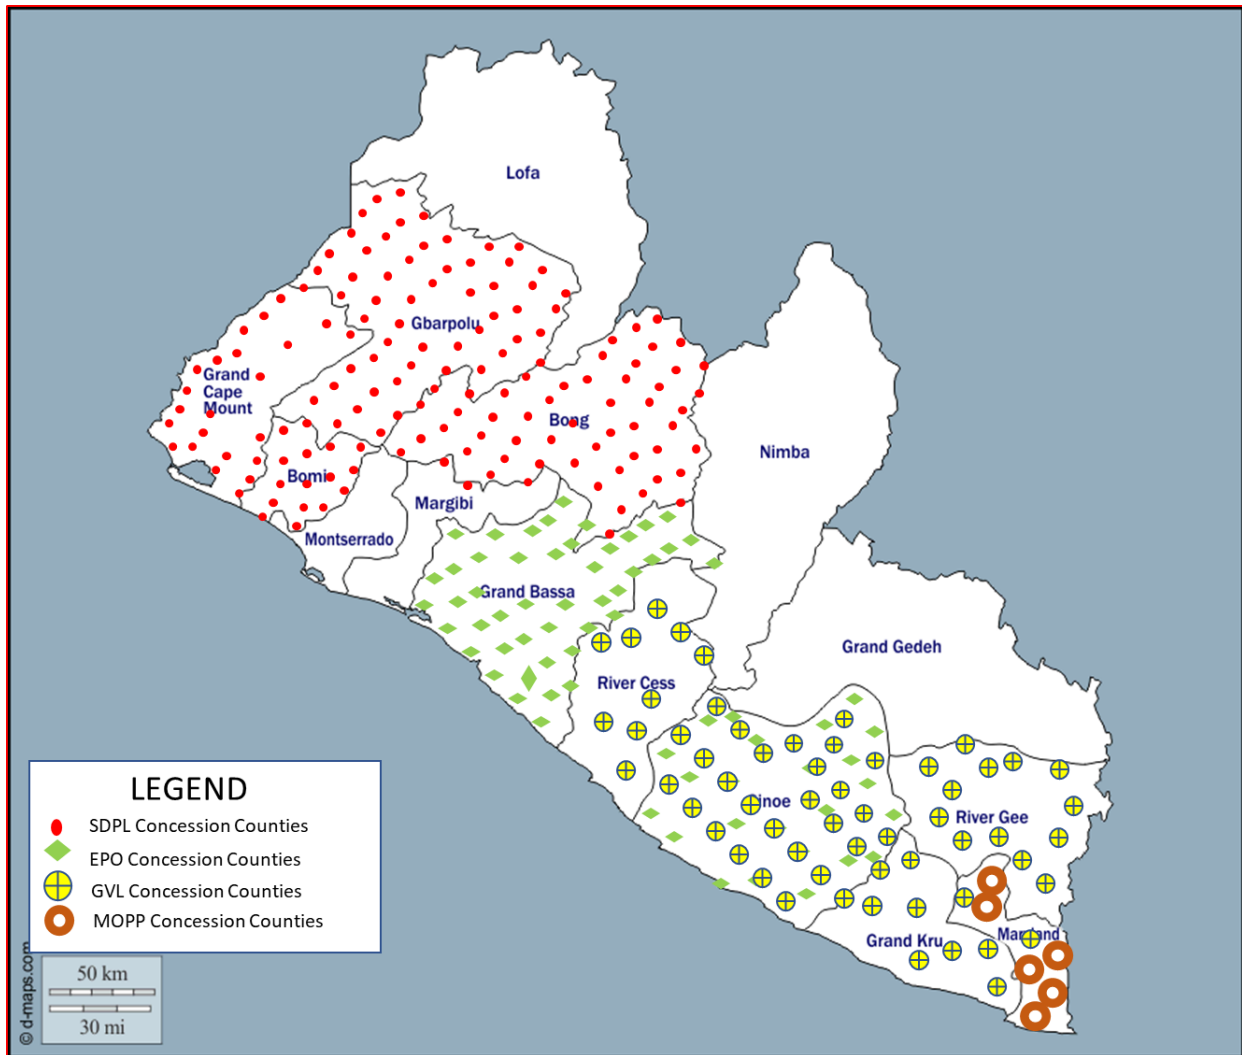 Lofa
Gbarpolu
Grand
Cape
Mount
Bong
Nimba
Bomi
Margibi
Montserrado
Grand Bassa
Grand Gedeh
River Cess
Sinoe
River Gee
Maryland
Grand Kru
LEGEND
SDPL Concession Counties
EPO Concession Counties
GVL Concession Counties
MOPP Concession Counties
© d-maps.com
50 km
30 mi